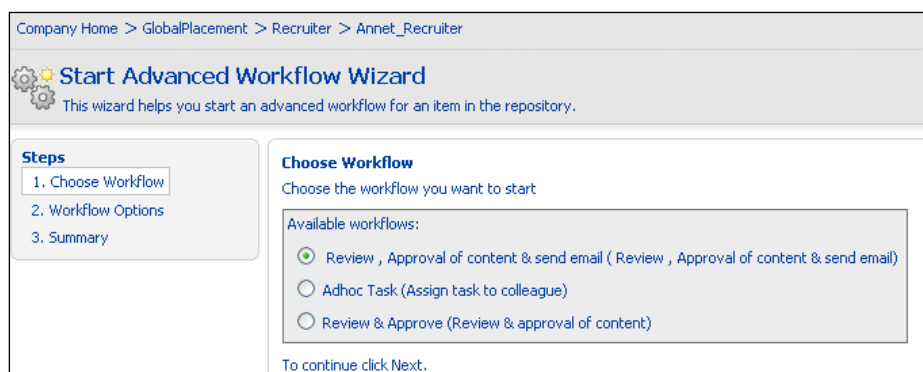 Company Home > GlobalPlacement > Recruiter > Annet_Recruiter
Start Advanced Workflow Wizard
This wizard helps you start an advanced workflow for an item in the repository.
Steps
1. Choose Workflow
2. Workflow Options
3. Summary
Choose Workflow
Choose the workflow you want to start
Available workflows:
Review , Approval of content & send email ( Review , Approval of content & send email)
Adhoc Task (Assign task to colleague)
Review & Approve (Review & approval of content)
To continue click Next.